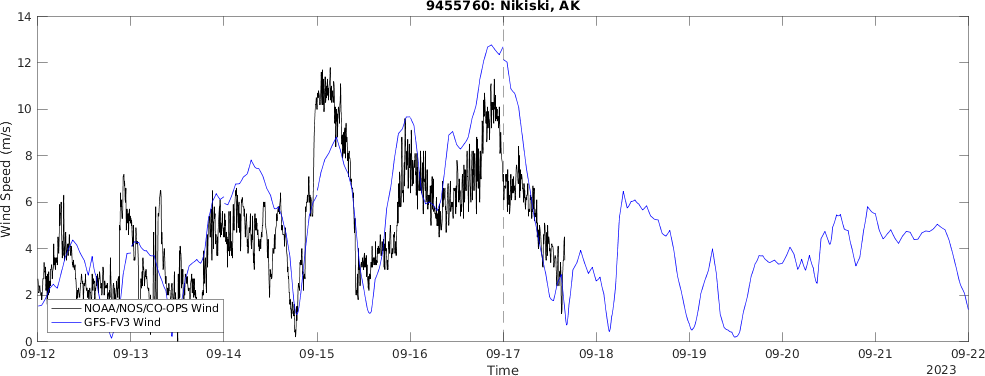 9455760: Nikiski, AK
Wind Speed (m/s)
14
12
10
8
6
4
2
0
NOAA/NOS/CO-OPS Wind
GFS-FV3 Wind
09-12 09-13 09-14 09-15 09-16 09-17 09-18 09-19 09-20 09-21 09-22
Time
2023